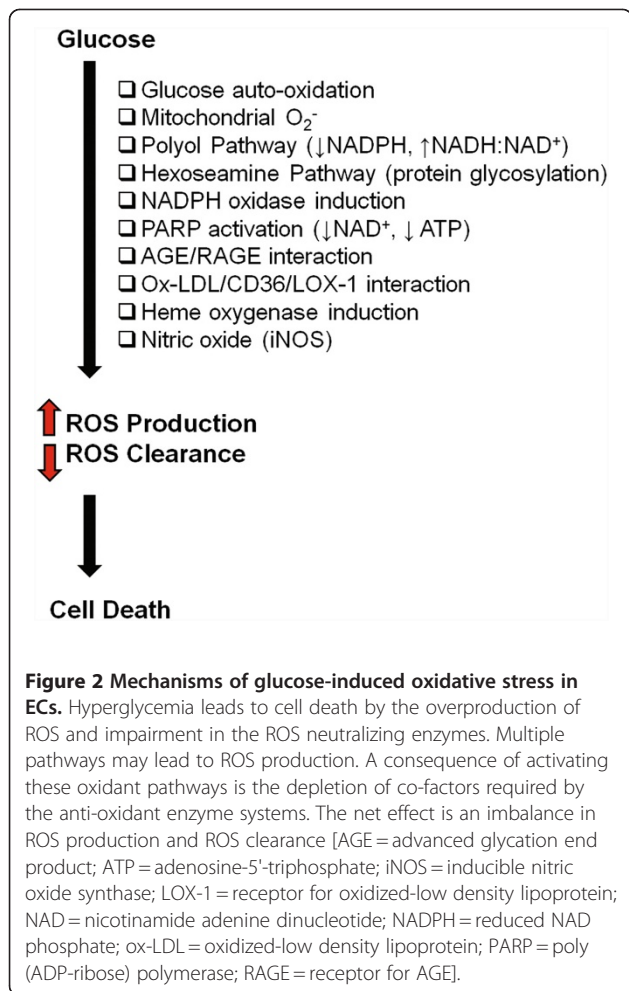 Glucose
❑ Glucose auto-oxidation
❑ Mitochondrial O₂⁻
❑ Polyol Pathway (↓NADPH, ↑NADH:NAD⁺)
❑ Hexoseamine Pathway (protein glycosylation)
❑ NADPH oxidase induction
❑ PARP activation (↓NAD⁺, ↓ ATP)
❑ AGE/RAGE interaction
❑ Ox-LDL/CD36/LOX-1 interaction
❑ Heme oxygenase induction
❑ Nitric oxide (iNOS)
ROS Production
ROS Clearance
Cell Death
Figure 2 Mechanisms of glucose-induced oxidative stress in
ECs. Hyperglycemia leads to cell death by the overproduction of
ROS and impairment in the ROS neutralizing enzymes. Multiple
pathways may lead to ROS production. A consequence of activating
these oxidant pathways is the depletion of co-factors required by
the anti-oxidant enzyme systems. The net effect is an imbalance in
ROS production and ROS clearance [AGE = advanced glycation end
product; ATP = adenosine-5'-triphosphate; iNOS = inducible nitric
oxide synthase; LOX-1 = receptor for oxidized-low density lipoprotein;
NAD = nicotinamide adenine dinucleotide; NADPH = reduced NAD
phosphate; ox-LDL = oxidized-low density lipoprotein; PARP = poly
(ADP-ribose) polymerase; RAGE = receptor for AGE].